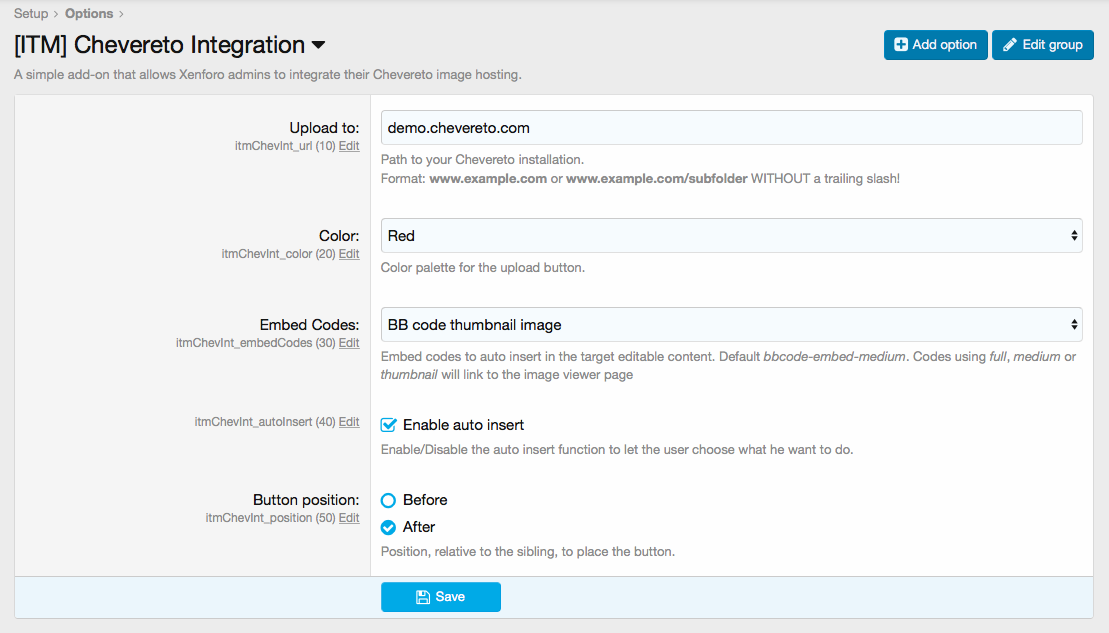 Setup › Options ›
[ITM] Chevereto Integration
Add option
Edit group
A simple add-on that allows Xenforo admins to integrate their Chevereto image hosting.
Upload to:
itmChevInt_url (10) Edit
demo.chevereto.com
Path to your Chevereto installation.
Format: www.example.com or www.example.com/subfolder WITHOUT a trailing slash!
Color:
itmChevInt_color (20) Edit
Red
Color palette for the upload button.
Embed Codes:
itmChevInt_embedCodes (30) Edit
BB code thumbnail image
Embed codes to auto insert in the target editable content. Default bbcode-embed-medium. Codes using full, medium or
thumbnail will link to the image viewer page
itmChevInt_autoInsert (40) Edit
Enable auto insert
Enable/Disable the auto insert function to let the user choose what he want to do.
Button position:
itmChevInt_position (50) Edit
Before
After
Position, relative to the sibling, to place the button.
Save